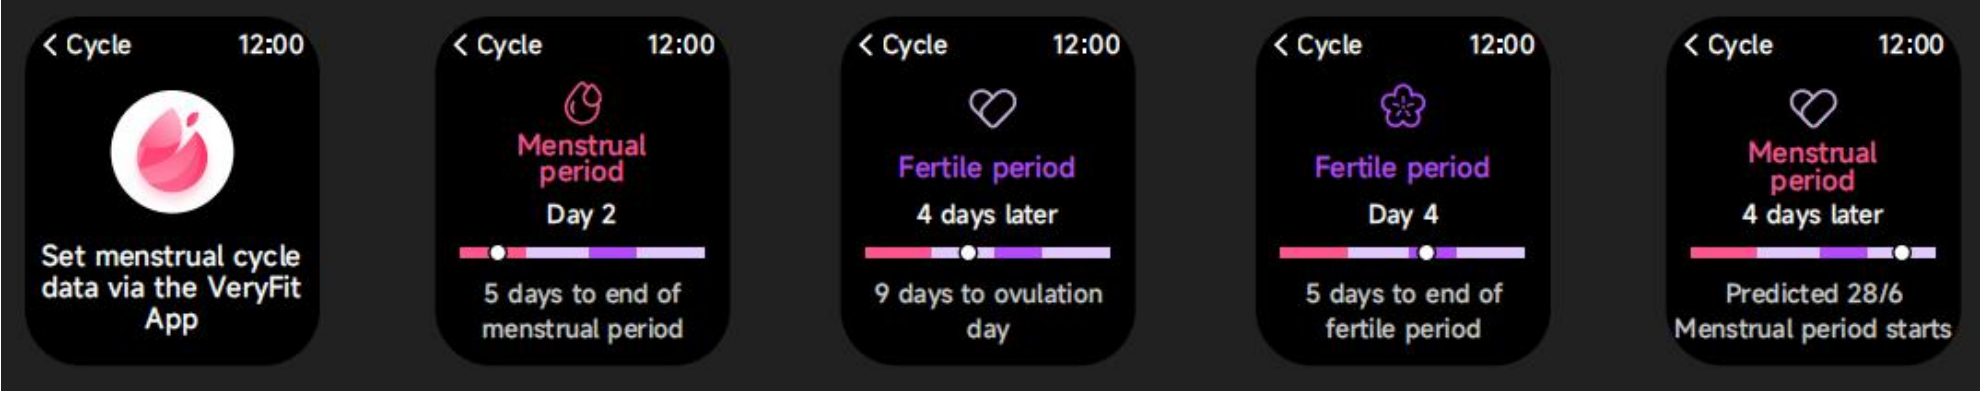 < Cycle 12:00
Set menstrual cycle
data via the VeryFit
App
< Cycle 12:00
Menstrual
period
Day 2
5 days to end of
menstrual period
< Cycle 12:00
Fertile period
4 days later
9 days to ovulation
day
< Cycle 12:00
Fertile period
Day 4
5 days to end of
fertile period
< Cycle 12:00
Menstrual
period
4 days later
Predicted 28/6
Menstrual period starts